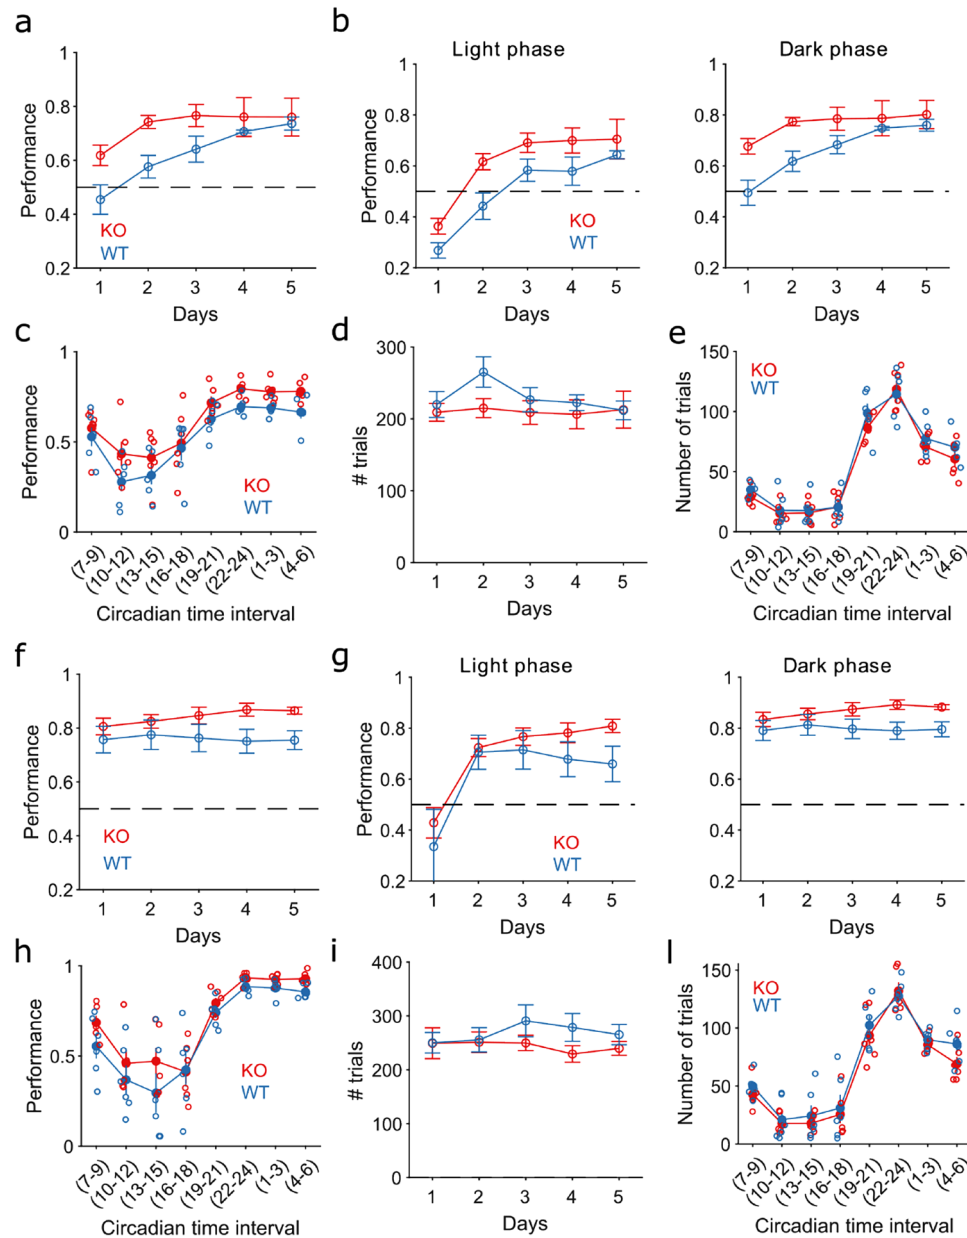 a
1
0.8
0.6
0.4
0.2
Performance
KO
WT
1 2 3 4 5
Days
b
Light phase
1
0.8
0.6
0.4
0.2
Performance
KO
WT
1 2 3 4 5
Days
Dark phase
1
0.8
0.6
0.4
0.2
1 2 3 4 5
Days
c
1
0.5
0
Performance
KO
WT
(7-9) (10-12) (13-15) (16-18) (19-21) (22-24) (1-3) (4-6)
Circadian time interval
d
300
200
100
0
# trials
1 2 3 4 5
Days
e
150
100
50
0
Number of trials
KO
WT
(7-9) (10-12) (13-15) (16-18) (19-21) (22-24) (1-3) (4-6)
Circadian time interval
f
1
0.8
0.6
0.4
0.2
Performance
KO
WT
1 2 3 4 5
Days
g
Light phase
1
0.8
0.6
0.4
0.2
Performance
KO
WT
1 2 3 4 5
Days
Dark phase
1
0.8
0.6
0.4
0.2
1 2 3 4 5
Days
h
1
0.5
0
Performance
KO
WT
(7-9) (10-12) (13-15) (16-18) (19-21) (22-24) (1-3) (4-6)
Circadian time interval
i
400
300
200
100
0
# trials
1 2 3 4 5
Days
l
150
100
50
0
Number of trials
KO
WT
(7-9) (10-12) (13-15) (16-18) (19-21) (22-24) (1-3) (4-6)
Circadian time interval